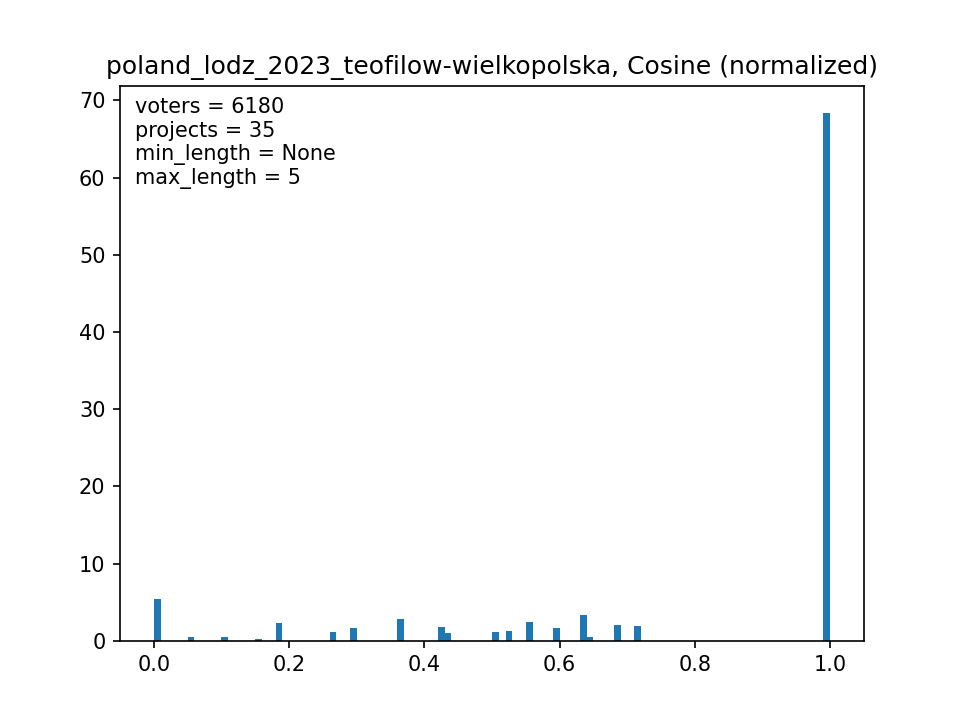 poland_lodz_2023_teofilow-wielkopolska, Cosine (normalized)
voters = 6180
projects = 35
min_length = None
max_length = 5
70
60
50
40
30
20
10
0
0.0 0.2 0.4 0.6 0.8 1.0